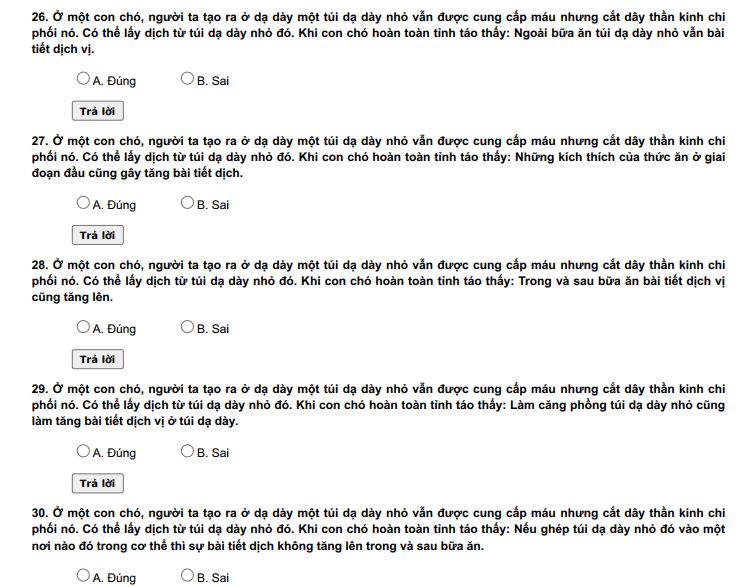 26. Ở một con chó, người ta tạo ra ở dạ dày một túi dạ dày nhỏ vẫn được cung cấp máu nhưng cắt dây thần kinh chi
phối nó. Có thể lấy dịch từ túi dạ dày nhỏ đó. Khi con chó hoàn toàn tỉnh táo thấy: Ngoài bữa ăn túi dạ dày nhỏ vẫn bài
tiết dịch vị.
A. Đúng B. Sai
Trả lời
27. Ở một con chó, người ta tạo ra ở dạ dày một túi dạ dày nhỏ vẫn được cung cấp máu nhưng cắt dây thần kinh chi
phối nó. Có thể lấy dịch từ túi dạ dày nhỏ đó. Khi con chó hoàn toàn tỉnh táo thấy: Những kích thích của thức ăn ở giai
đoạn đầu cũng gây tăng bài tiết dịch.
A. Đúng B. Sai
Trả lời
28. Ở một con chó, người ta tạo ra ở dạ dày một túi dạ dày nhỏ vẫn được cung cấp máu nhưng cắt dây thần kinh chi
phối nó. Có thể lấy dịch từ túi dạ dày nhỏ đó. Khi con chó hoàn toàn tỉnh táo thấy: Trong và sau bữa ăn bài tiết dịch vị
cũng tăng lên.
A. Đúng B. Sai
Trả lời
29. Ở một con chó, người ta tạo ra ở dạ dày một túi dạ dày nhỏ vẫn được cung cấp máu nhưng cắt dây thần kinh chi
phối nó. Có thể lấy dịch từ túi dạ dày nhỏ đó. Khi con chó hoàn toàn tỉnh táo thấy: Làm căng phồng túi dạ dày nhỏ cũng
làm tăng bài tiết dịch vị ở túi dạ dày.
A. Đúng B. Sai
Trả lời
30. Ở một con chó, người ta tạo ra ở dạ dày một túi dạ dày nhỏ vẫn được cung cấp máu nhưng cắt dây thần kinh chi
phối nó. Có thể lấy dịch từ túi dạ dày nhỏ đó. Khi con chó hoàn toàn tỉnh táo thấy: Nếu ghép túi dạ dày nhỏ đó vào một
nơi nào đó trong cơ thể thì sự bài tiết dịch không tăng lên trong và sau bữa ăn.
A. Đúng B. Sai